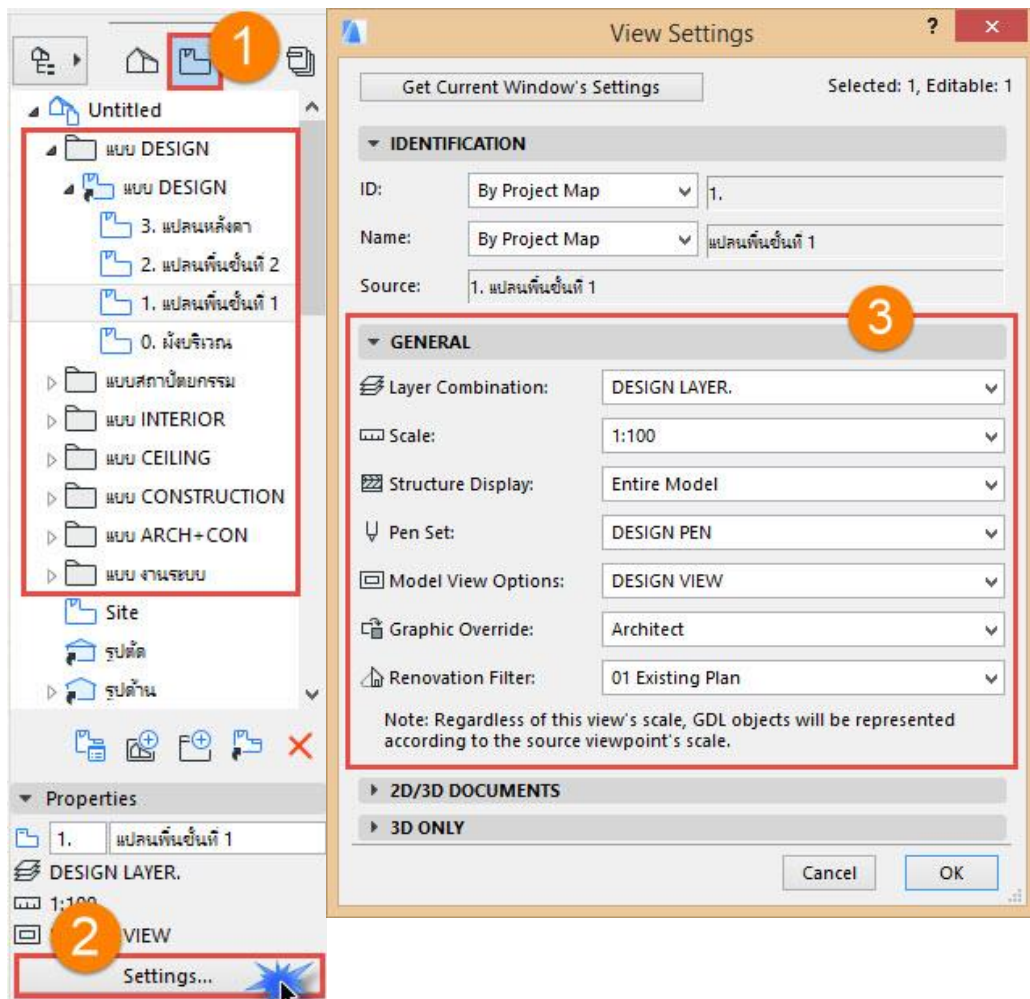 1
Untitled
แบบ DESIGN
แบบ DESIGN
3. แปลนหลังคา
2. แปลนพื้นชั้นที่ 2
1. แปลนพื้นชั้นที่ 1
0. ผังบริเวณ
แบบสถาปัตยกรรม
แบบ INTERIOR
แบบ CEILING
แบบ CONSTRUCTION
แบบ ARCH+CON
แบบ งานระบบ
Site
รูปตัด
รูปด้าน
Properties
1. แปลนพื้นชั้นที่ 1
DESIGN LAYER.
1:100
VIEW
2
Settings...
View Settings ? ×
Get Current Window's Settings Selected: 1, Editable: 1
IDENTIFICATION
ID: By Project Map 1.
Name: By Project Map แปลนพื้นชั้นที่ 1
Source: 1. แปลนพื้นชั้นที่ 1
3
GENERAL
Layer Combination: DESIGN LAYER.
Scale: 1:100
Structure Display: Entire Model
Pen Set: DESIGN PEN
Model View Options: DESIGN VIEW
Graphic Override: Architect
Renovation Filter: 01 Existing Plan
Note: Regardless of this view's scale, GDL objects will be represented
according to the source viewpoint's scale.
2D/3D DOCUMENTS
3D ONLY
Cancel OK